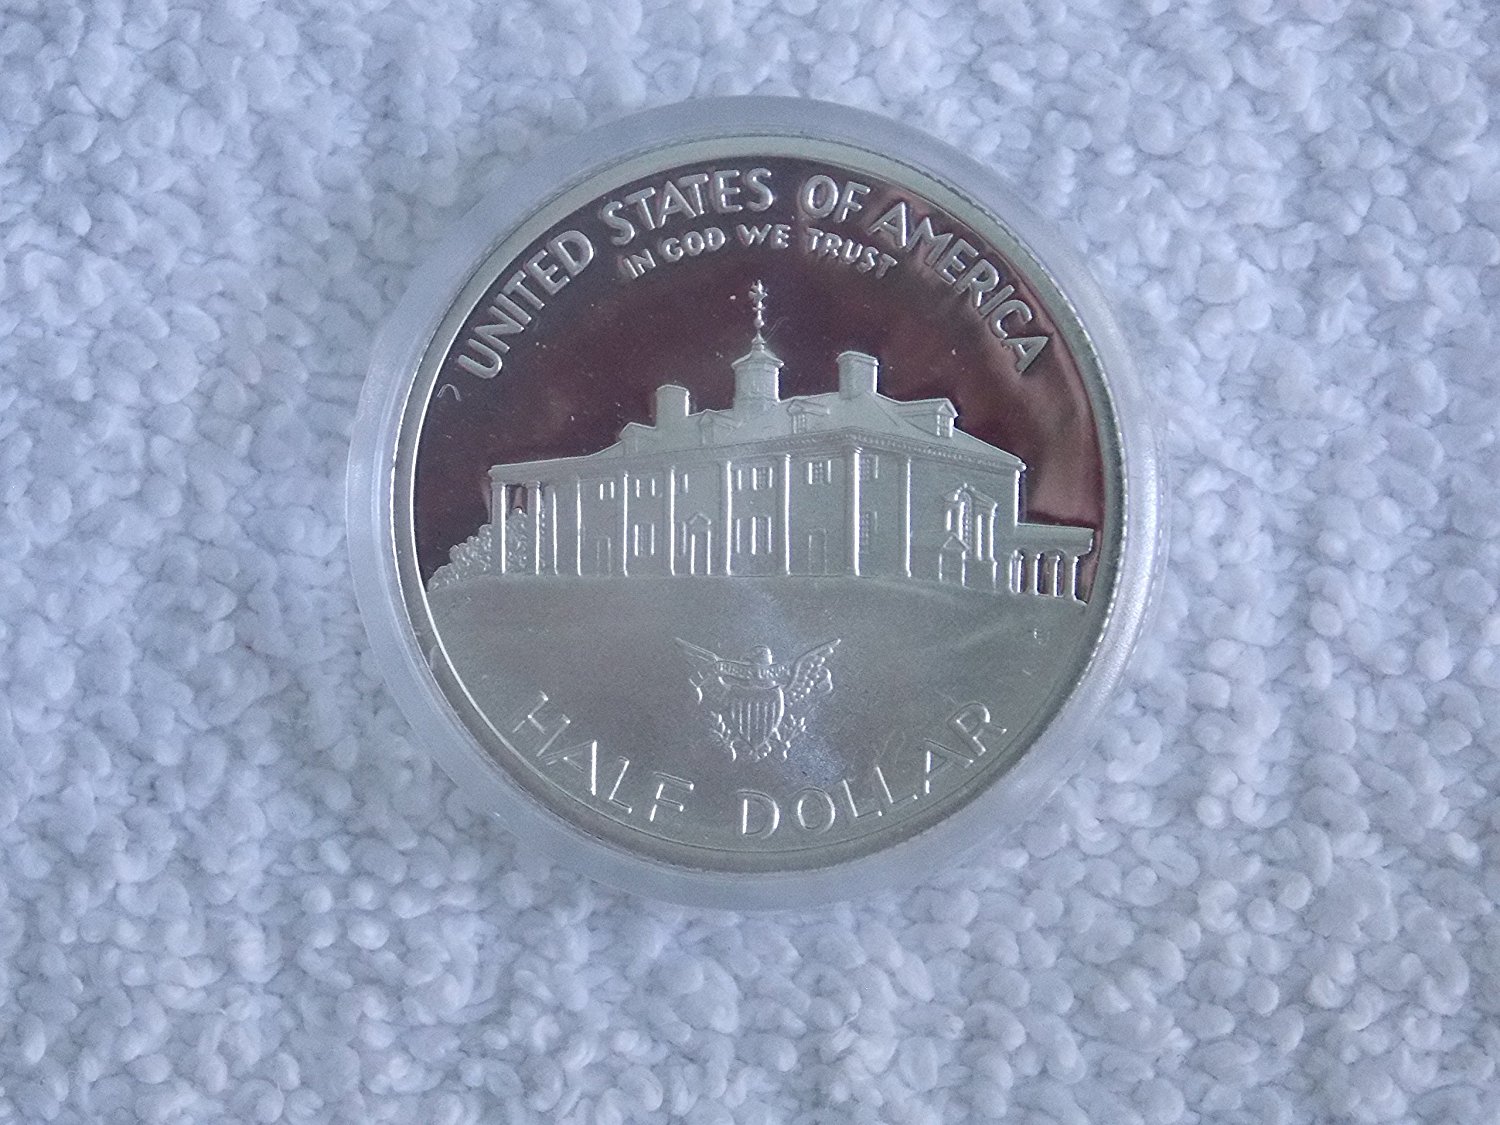 UNITED STATES OF AMERICA
IN GOD WE TRUST
HALF DOLLAR